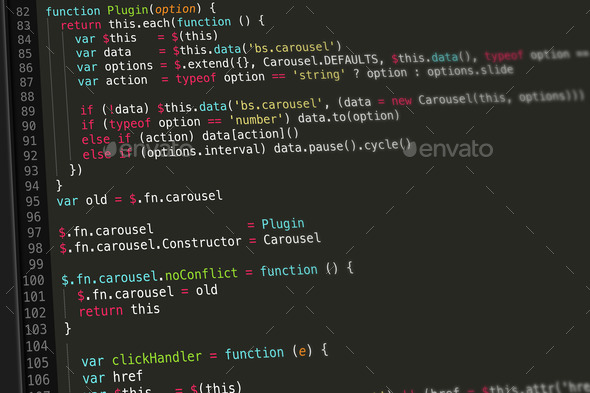 82 function Plugin(option) {
83 return this.each(function () {
84 var $this = $(this)
85 var data = $this.data('bs.carousel')
86 var options = $.extend({}, Carousel.DEFAULTS, $this.data(), typeof option ==
87 var action = typeof option == 'string' ? option : options.slide
88
89 if (!data) $this.data('bs.carousel', (data = new Carousel(this, options)))
90 if (typeof option == 'number') data.to(option)
91 else if (action) data[action]()
92 else if (options.interval) data.pause().cycle()
93 })
94 }
95 var old = $.fn.carousel
96
97 $.fn.carousel = Plugin
98 $.fn.carousel.Constructor = Carousel
99
100 $.fn.carousel.noConflict = function () {
101 $.fn.carousel = old
102 return this
103 }
104
105 var clickHandler = function (e) {
106 var href
var $this = $(this)
(href = $this.attr('hre
envato
envato